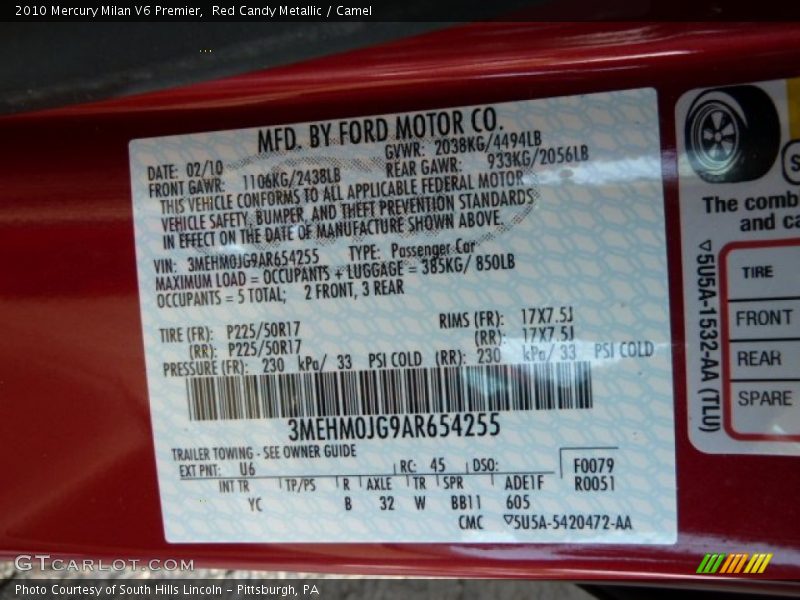 2010 Mercury Milan V6 Premier, Red Candy Metallic / Camel
MFD. BY FORD MOTOR CO.
DATE: 02/10 GVWR: 2038KG/4494LB
FRONT GAWR: 1106KG/2438LB REAR GAWR: 933KG/2056LB
THIS VEHICLE CONFORMS TO ALL APPLICABLE FEDERAL MOTOR
VEHICLE SAFETY, BUMPER, AND THEFT PREVENTION STANDARDS
IN EFFECT ON THE DATE OF MANUFACTURE SHOWN ABOVE.
VIN: 3MEHM0JG9AR654255 TYPE: Passenger Car
MAXIMUM LOAD = OCCUPANTS + LUGGAGE = 385KG/ 850LB
OCCUPANTS = 5 TOTAL; 2 FRONT, 3 REAR
TIRE (FR): P225/50R17 RIMS (FR): 17X7.5J
(RR): P225/50R17 (RR): 17X7.5J
PRESSURE (FR): 230 kPa/ 33 PSI COLD (RR): 230 kPa/ 33 PSI COLD
3MEHM0JG9AR654255
TRAILER TOWING - SEE OWNER GUIDE
EXT PNT: U6 RC: 45 DSO: F0079
INT TR TP/PS R AXLE TR SPR ADE1F R0051
YC B 32 W BB11 605
CMC ▽5U5A-5420472-AA
The comb
and ca
▽5U5A-1532-AA (TLU)
TIRE
FRONT
REAR
SPARE
GTCARLOT.COM
Photo Courtesy of South Hills Lincoln - Pittsburgh, PA